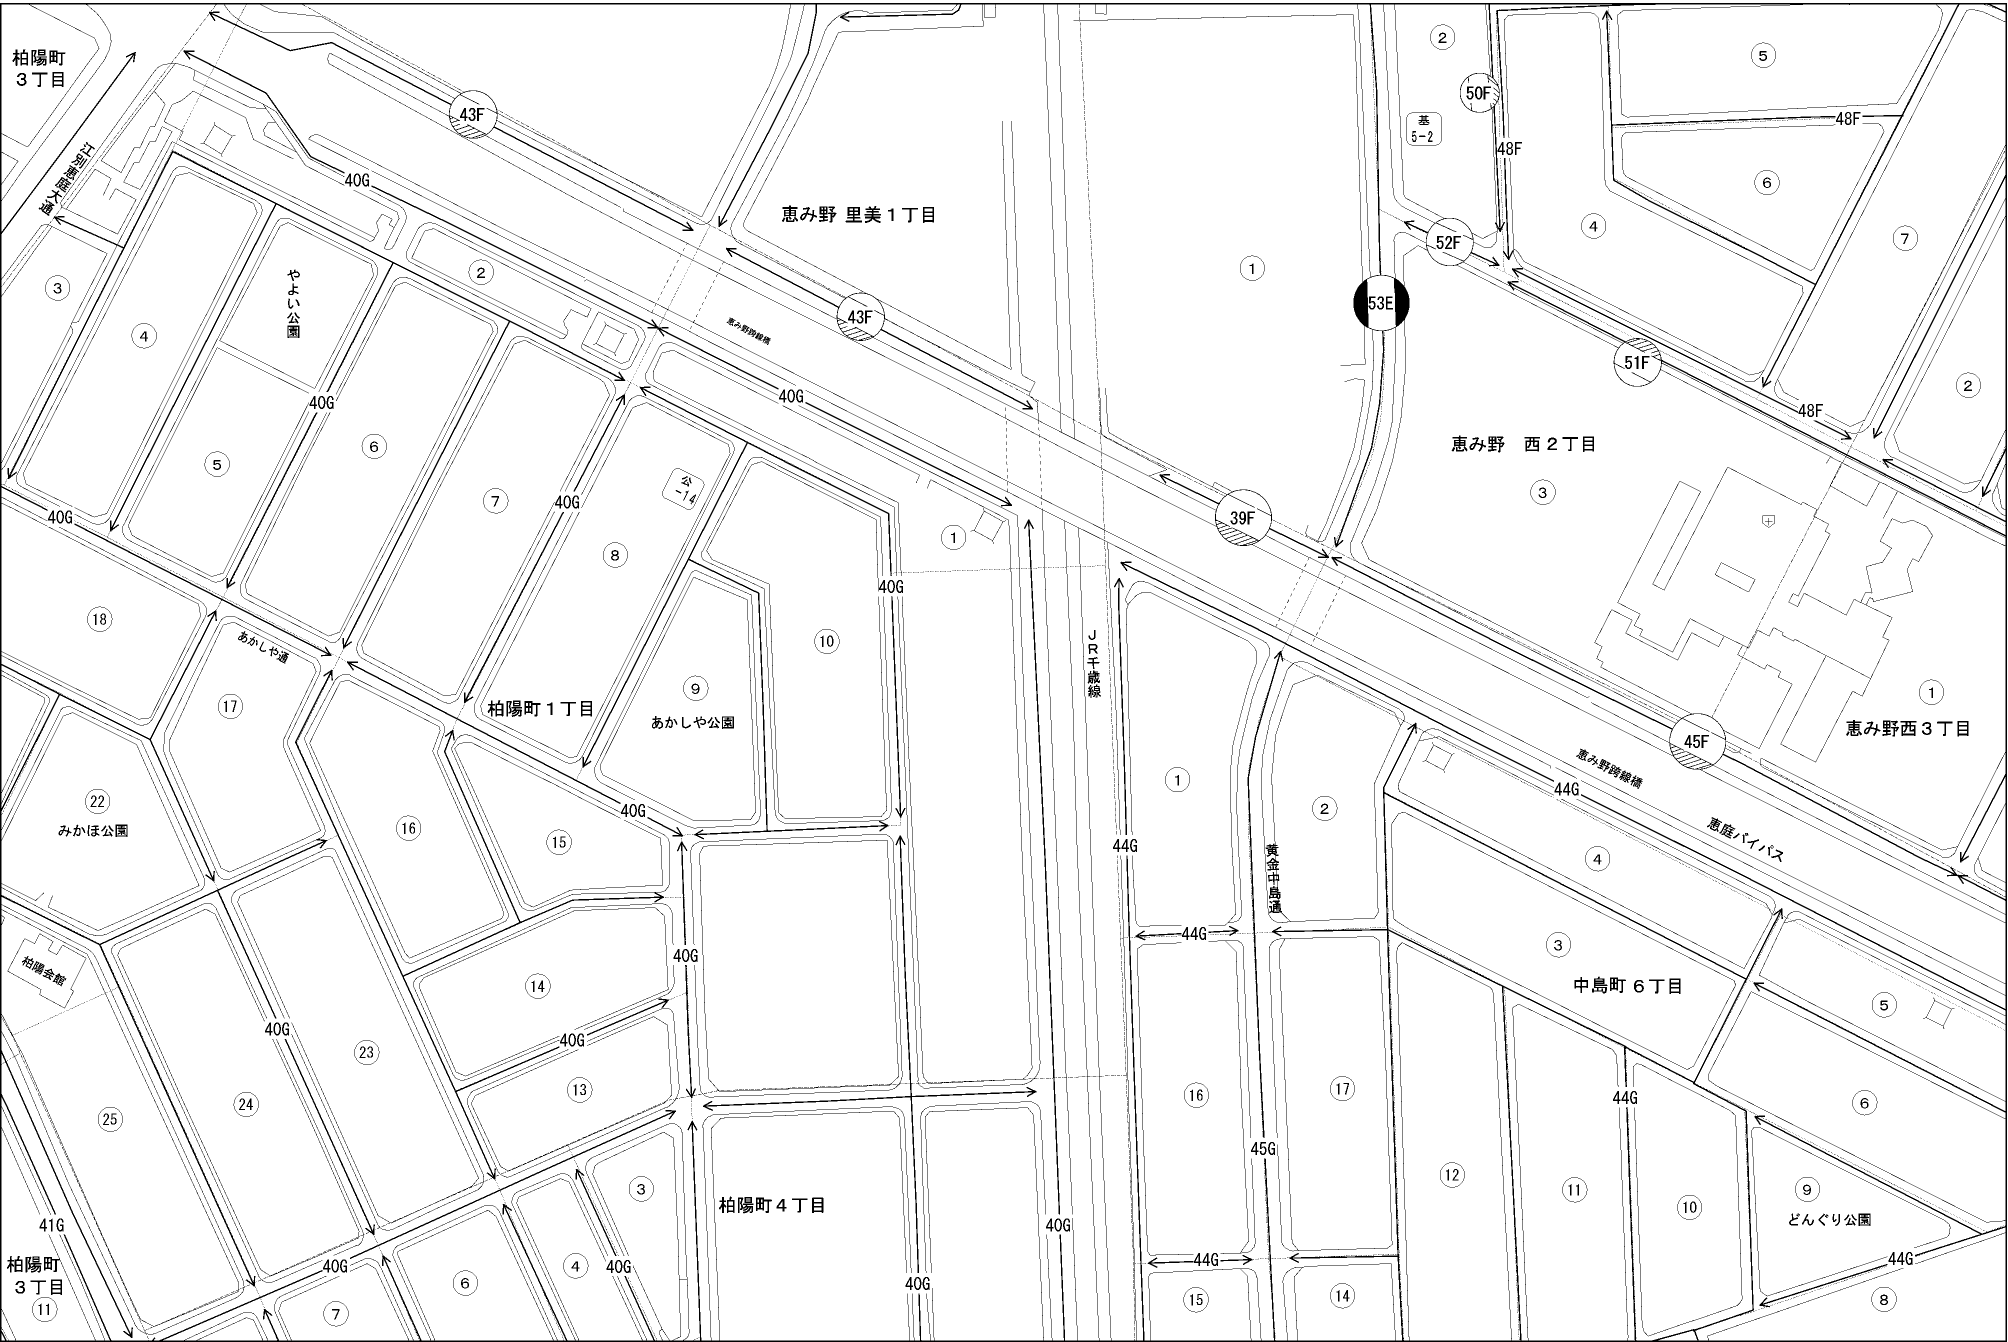 柏陽町
3丁目
江別恵庭大通
43F
40G
恵み野 里美1丁目
①
②
基
5-2
50F
48F
⑤
48F
⑥
④
⑦
52F
53E
51F
48F
②
恵み野 西2丁目
③
③
やよい公園
②
④
43F
恵み野跨線橋
40G
40G
⑤
⑥
40G
⑦
40G
公
-14
⑧
①
39F
40G
⑱
あかしや通
⑰
柏陽町1丁目
⑨
あかしや公園
⑩
JR千歳線
45F
①
恵み野西3丁目
恵み野跨線橋
44G
恵庭バイパス
㉒
みかほ公園
⑯
40G
⑮
①
②
44G
黄金中島通
④
44G
③
中島町6丁目
⑤
柏陽会館
⑭
40G
40G
40G
㉓
⑬
㉔
㉕
⑯
⑰
44G
⑥
45G
⑫
⑪
⑩
⑨
どんぐり公園
③
柏陽町4丁目
41G
柏陽町
3丁目
⑪
40G
⑦
⑥
④
40G
40G
40G
44G
⑮
⑭
44G
⑧